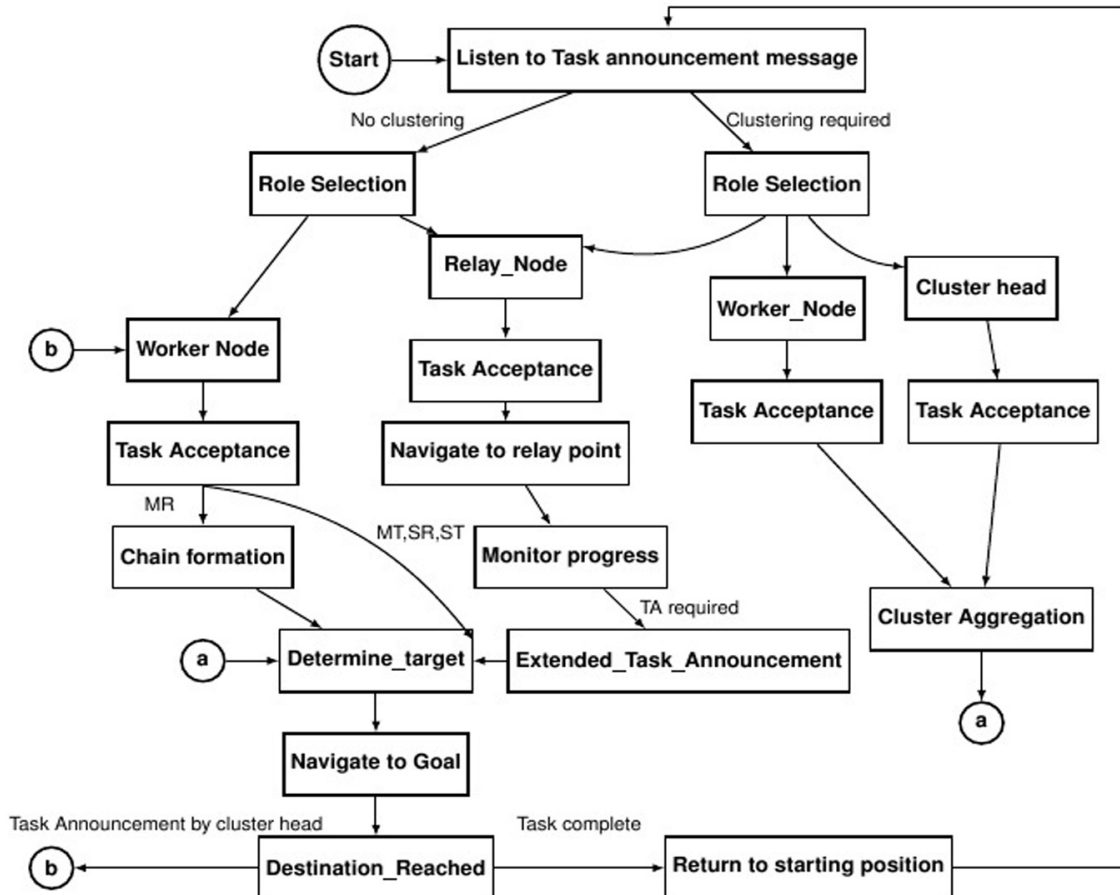 Start
Listen to Task announcement message
No clustering
Clustering required
Role Selection
Role Selection
Relay_Node
Cluster head
Worker_Node
b
Worker Node
Task Acceptance
Task Acceptance
Task Acceptance
Task Acceptance
Navigate to relay point
MR
MT,SR,ST
Chain formation
Monitor progress
TA required
Cluster Aggregation
a
Determine_target
Extended_Task_Announcement
a
Navigate to Goal
Task Announcement by cluster head
Task complete
b
Destination_Reached
Return to starting position